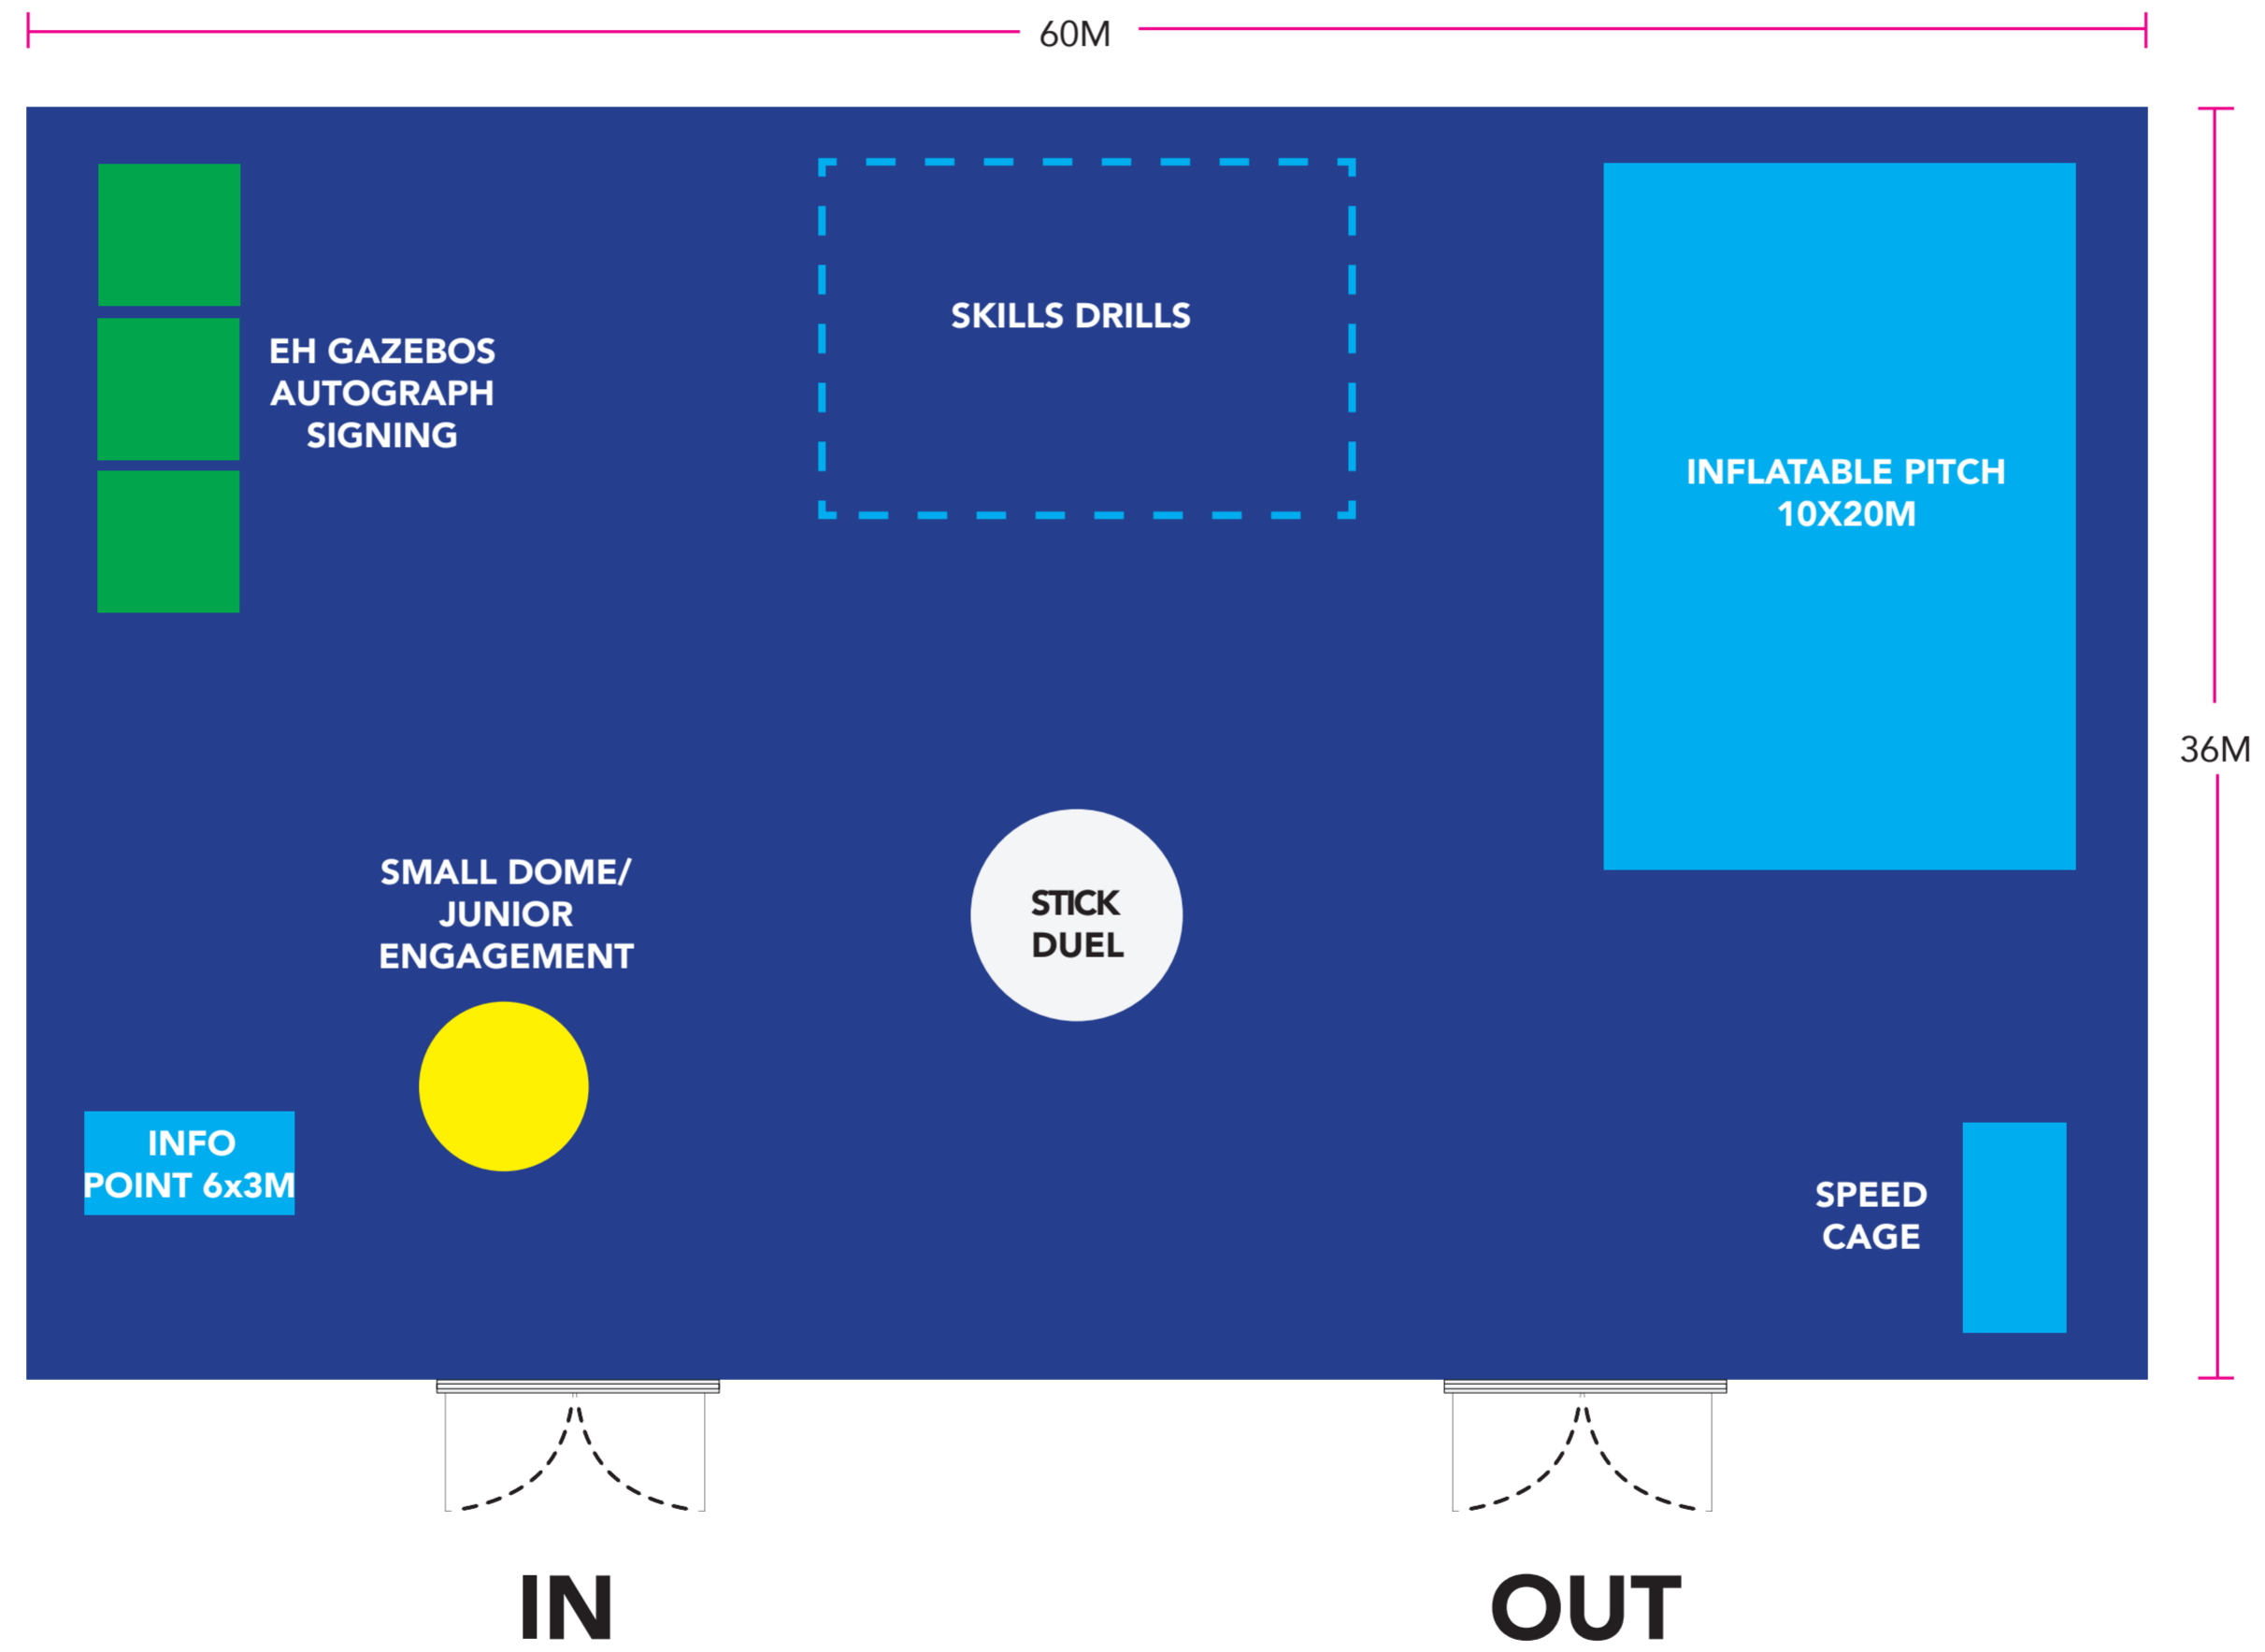 60M
SKILLS DRILLS
EH GAZEBOS
AUTOGRAPH
SIGNING
INFLATABLE PITCH
10X20M
36M
SMALL DOME/
JUNIOR
ENGAGEMENT
STICK
DUEL
INFO
POINT 6x3M
SPEED
CAGE
IN
OUT